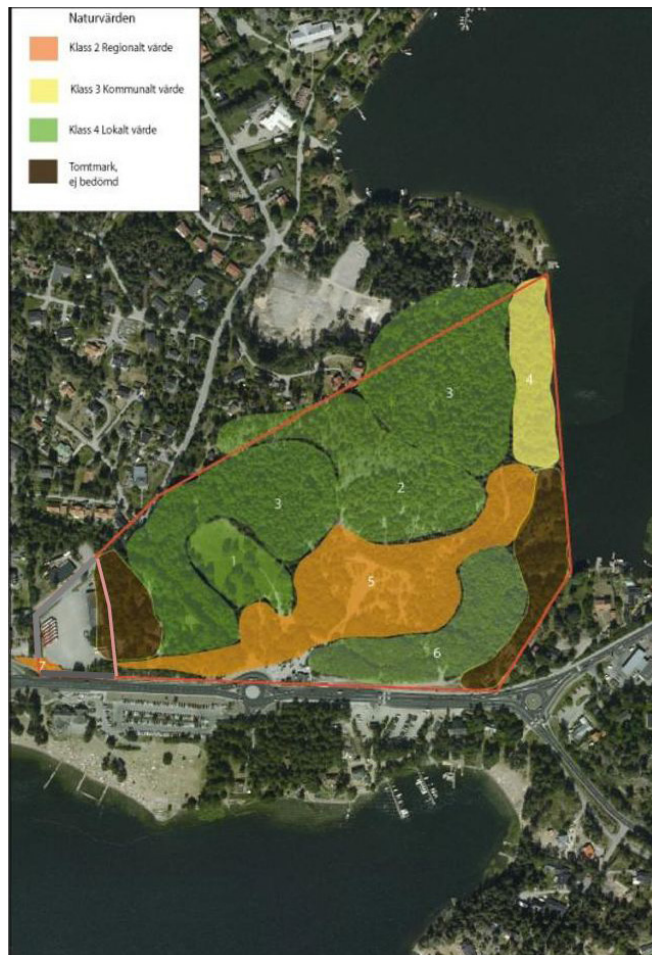 Naturvärden
Klass 2 Regionalt värde
Klass 3 Kommunalt värde
Klass 4 Lokalt värde
Tomtmark,
ej bedömd
3
4
3
2
1
5
6
7